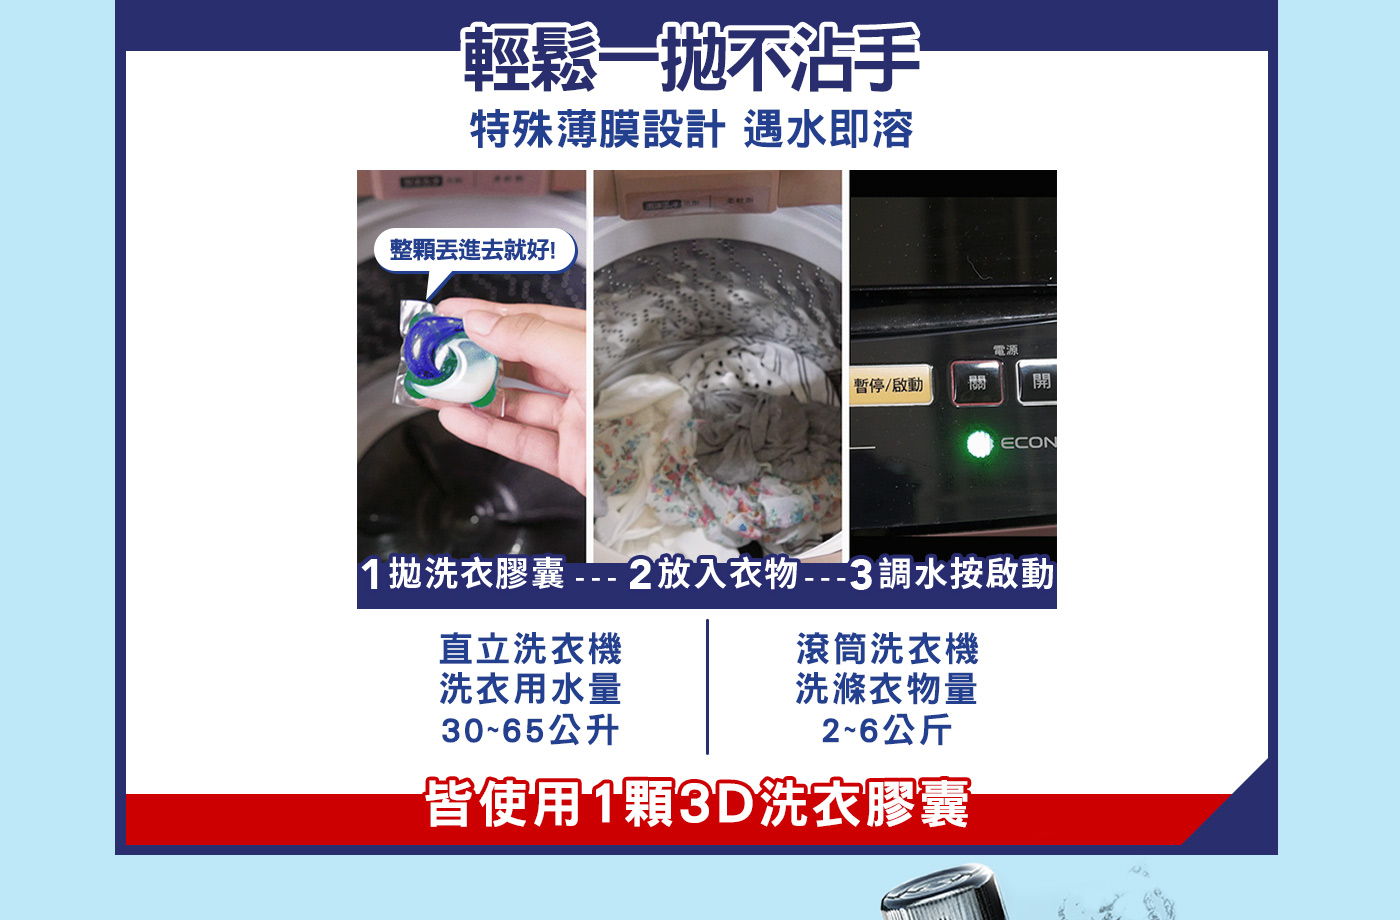 輕鬆一拋不沾手
特殊薄膜設計 遇水即溶
整顆丟進去就好!
電源
暫停/啟動
關
開
ECON
1拋洗衣膠囊---2放入衣物---3調水按啟動
直立洗衣機
洗衣用水量
30~65公升
滾筒洗衣機
洗滌衣物量
2~6公斤
皆使用1顆3D洗衣膠囊